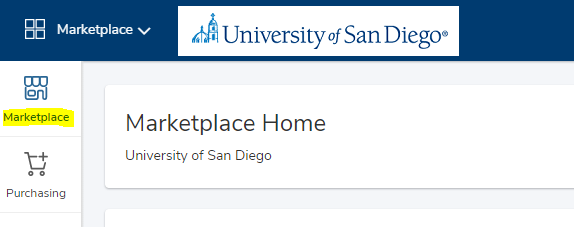 Marketplace
University of San Diego®
Marketplace
Purchasing
Marketplace Home
University of San Diego